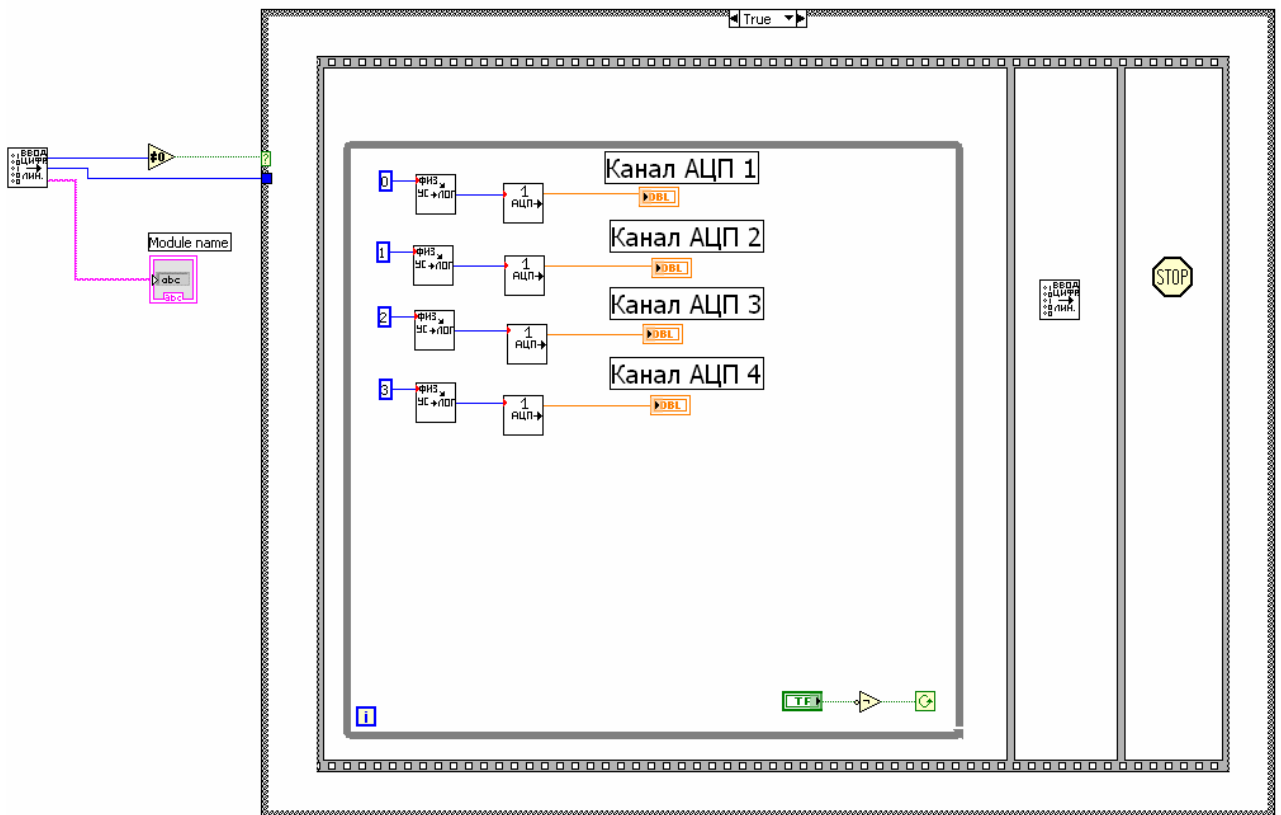 True
ВВОД
ЦИФР
ЛИН.
≠0
?
Module name
abc
abc
0
ФИЗ
УС→ЛОГ
1
АЦП→
Канал АЦП 1
DBL
1
ФИЗ
УС→ЛОГ
1
АЦП→
Канал АЦП 2
DBL
2
ФИЗ
УС→ЛОГ
1
АЦП→
Канал АЦП 3
DBL
3
ФИЗ
УС→ЛОГ
1
АЦП→
Канал АЦП 4
DBL
i
TF
ВВОД
ЦИФР
ЛИН.
STOP